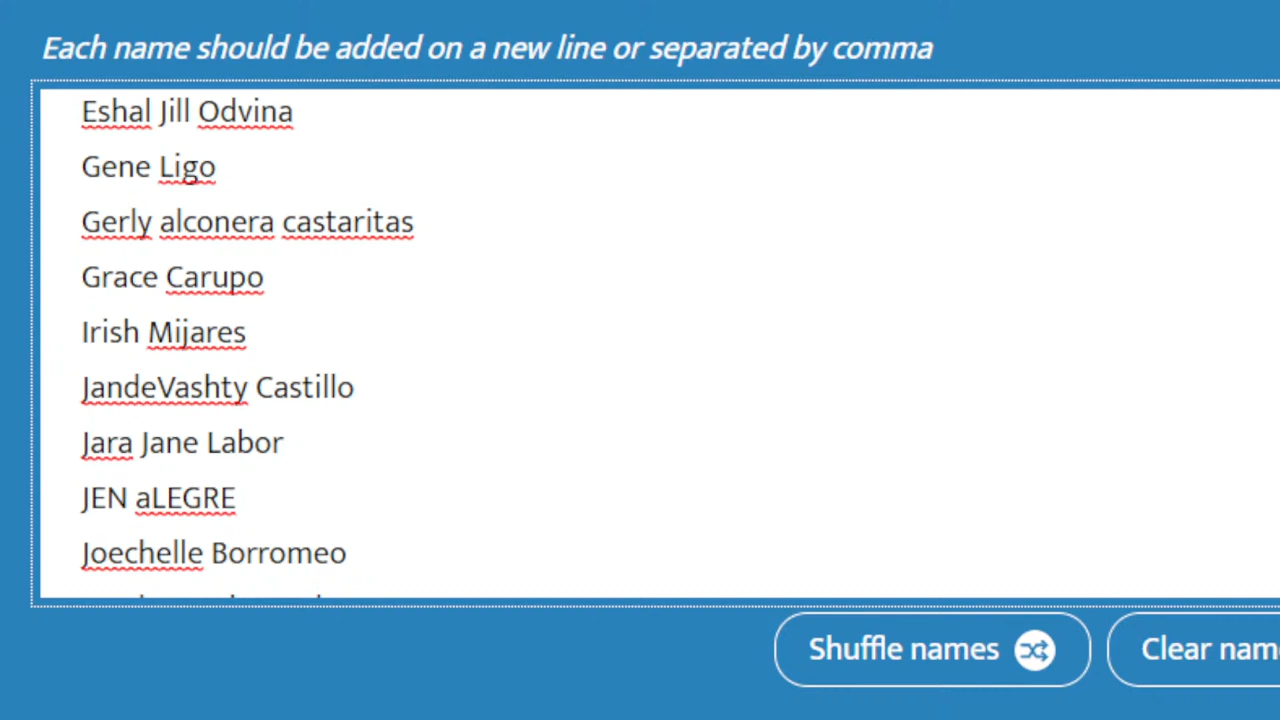 Each name should be added on a new line or separated by comma
Eshal Jill Odvina
Gene Ligo
Gerly alconera castaritas
Grace Carupo
Irish Mijares
JandeVashty Castillo
Jara Jane Labor
JEN aLEGRE
Joechelle Borromeo
Shuffle names
Clear